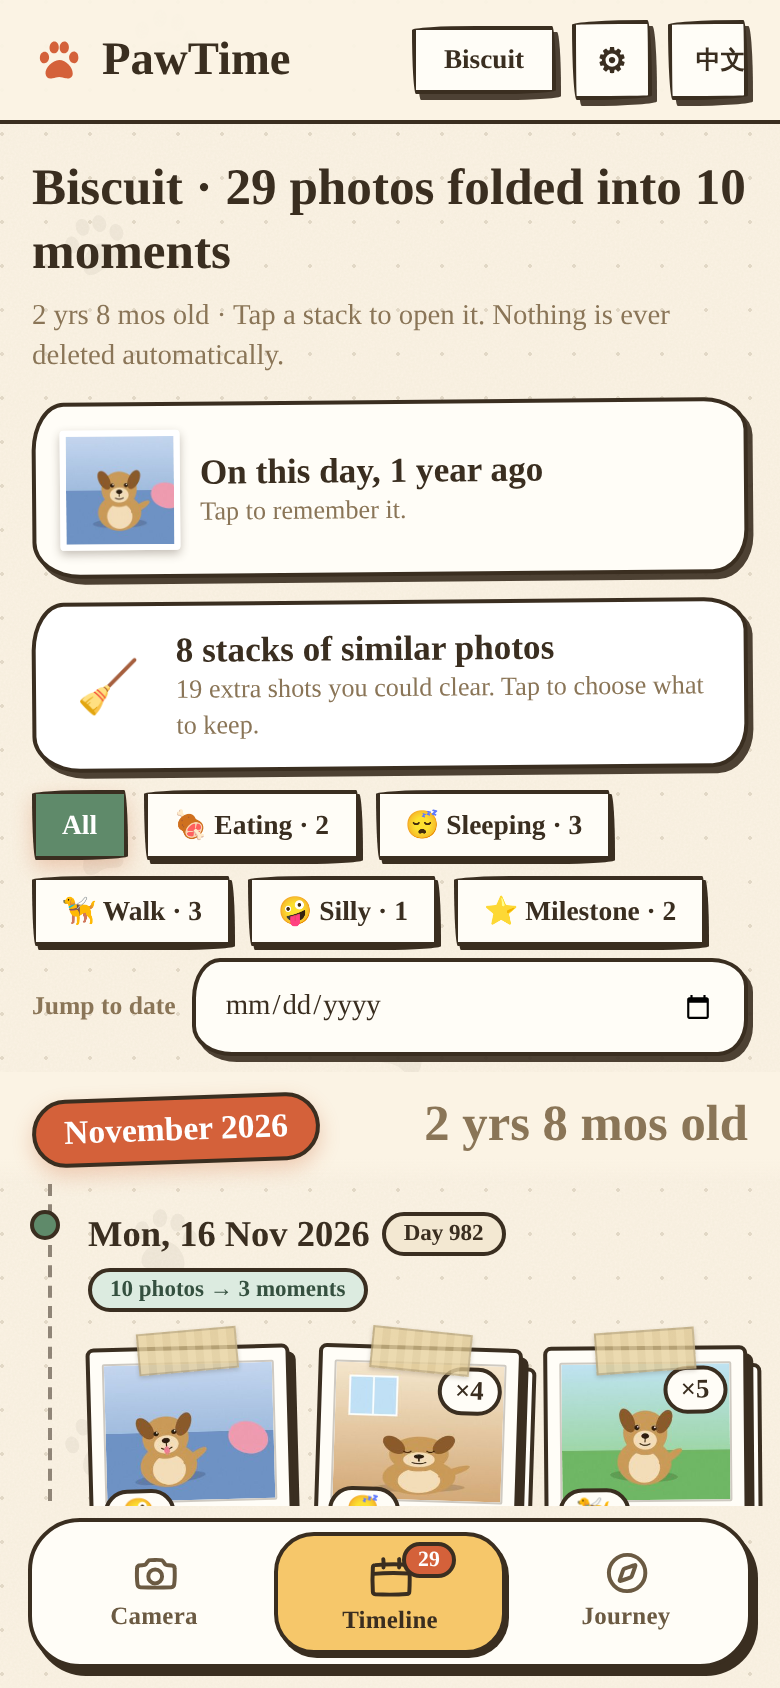 PawTime
Biscuit
中文
Biscuit · 29 photos folded into 10
moments
2 yrs 8 mos old · Tap a stack to open it. Nothing is ever
deleted automatically.
On this day, 1 year ago
Tap to remember it.
8 stacks of similar photos
19 extra shots you could clear. Tap to choose what
to keep.
All
🍖 Eating · 2
😴 Sleeping · 3
🐕‍🦺 Walk · 3
🤪 Silly · 1
⭐ Milestone · 2
Jump to date
mm/dd/yyyy
November 2026
2 yrs 8 mos old
Mon, 16 Nov 2026
Day 982
10 photos → 3 moments
×4
×5
Camera
29
Timeline
Journey